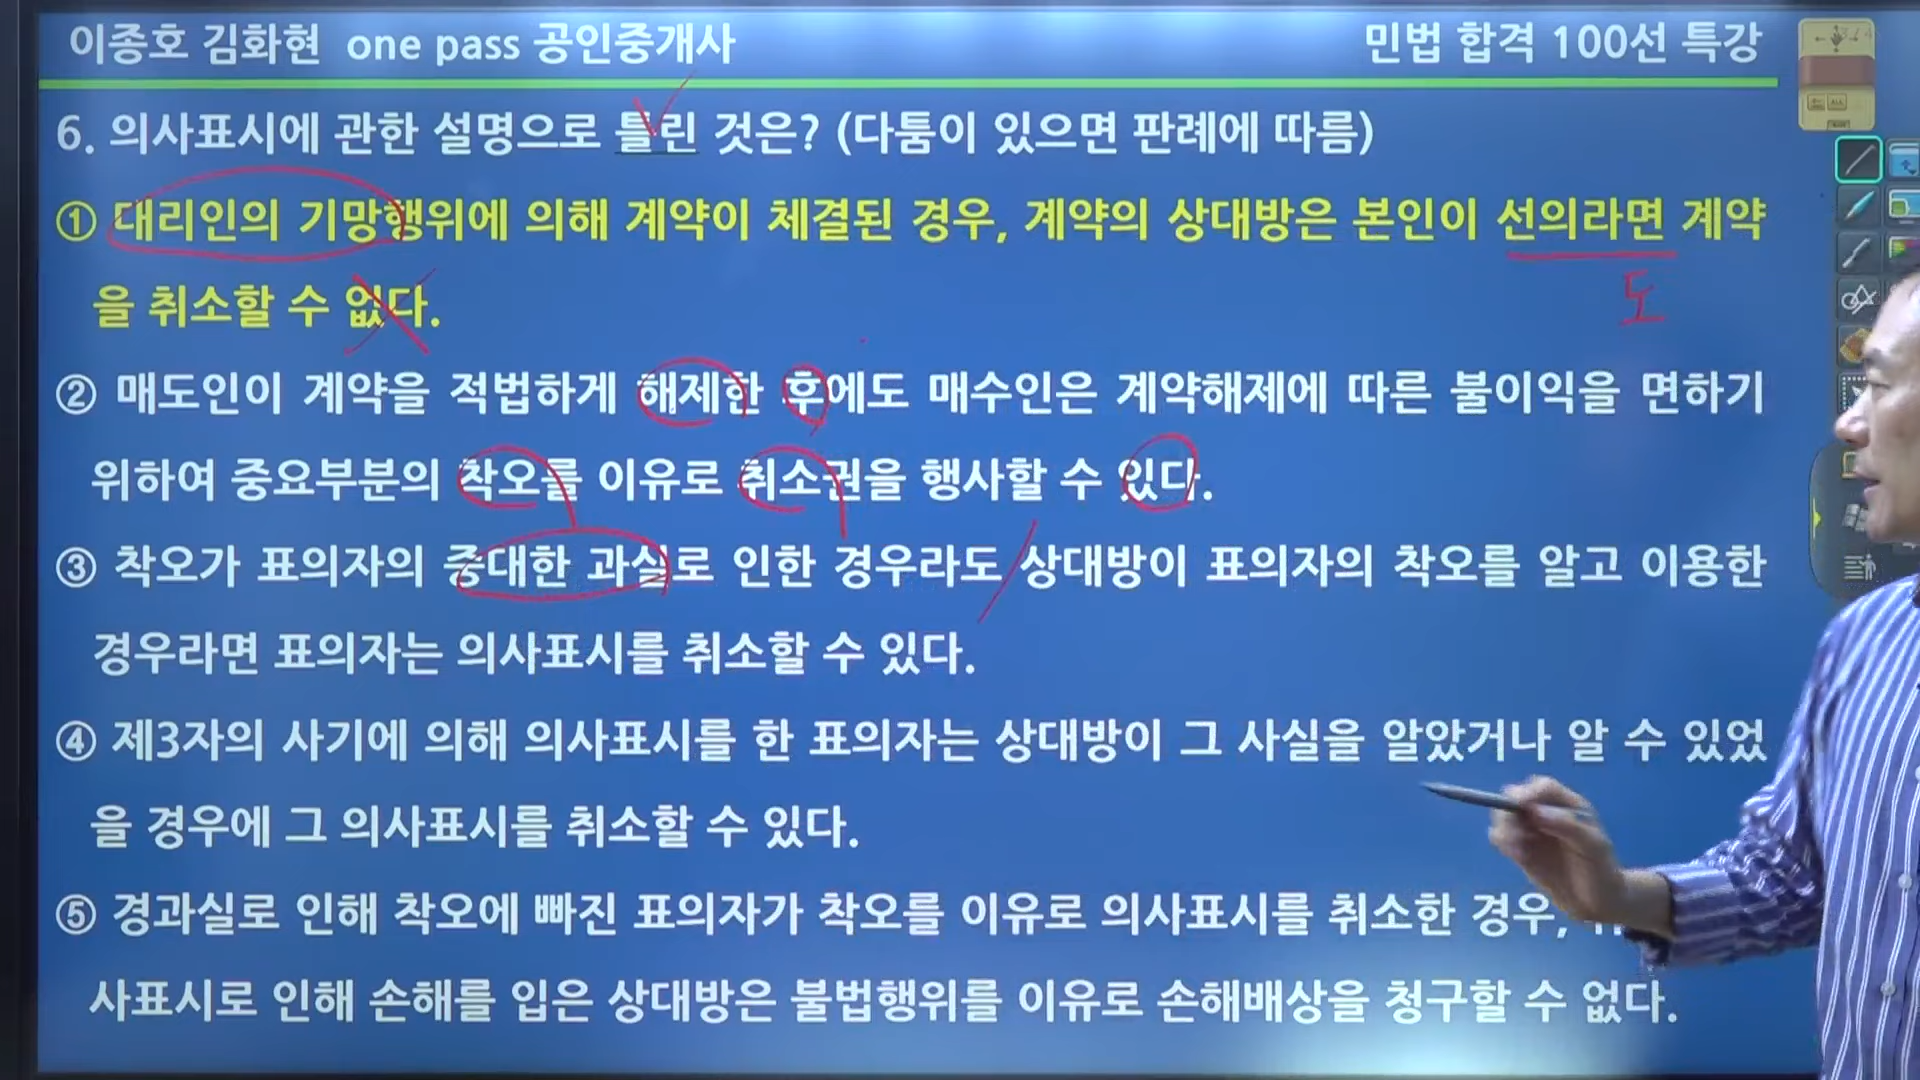 이종호 김화현 one pass 공인중개사
민법 합격 100선 특강
6. 의사표시에 관한 설명으로 틀린 것은? (다툼이 있으면 판례에 따름)
① 대리인의 기망행위에 의해 계약이 체결된 경우, 계약의 상대방은 본인이 선의라면 계약
도
을 취소할 수 없다.
② 매도인이 계약을 적법하게 해제한 후에도 매수인은 계약해제에 따른 불이익을 면하기
위하여 중요부분의 착오를 이유로 취소권을 행사할 수 있다.
③ 착오가 표의자의 중대한 과실로 인한 경우라도 상대방이 표의자의 착오를 알고 이용한
경우라면 표의자는 의사표시를 취소할 수 있다.
④ 제3자의 사기에 의해 의사표시를 한 표의자는 상대방이 그 사실을 알았거나 알 수 있었
을 경우에 그 의사표시를 취소할 수 있다.
⑤ 경과실로 인해 착오에 빠진 표의자가 착오를 이유로 의사표시를 취소한 경우,
사표시로 인해 손해를 입은 상대방은 불법행위를 이유로 손해배상을 청구할 수 없다.